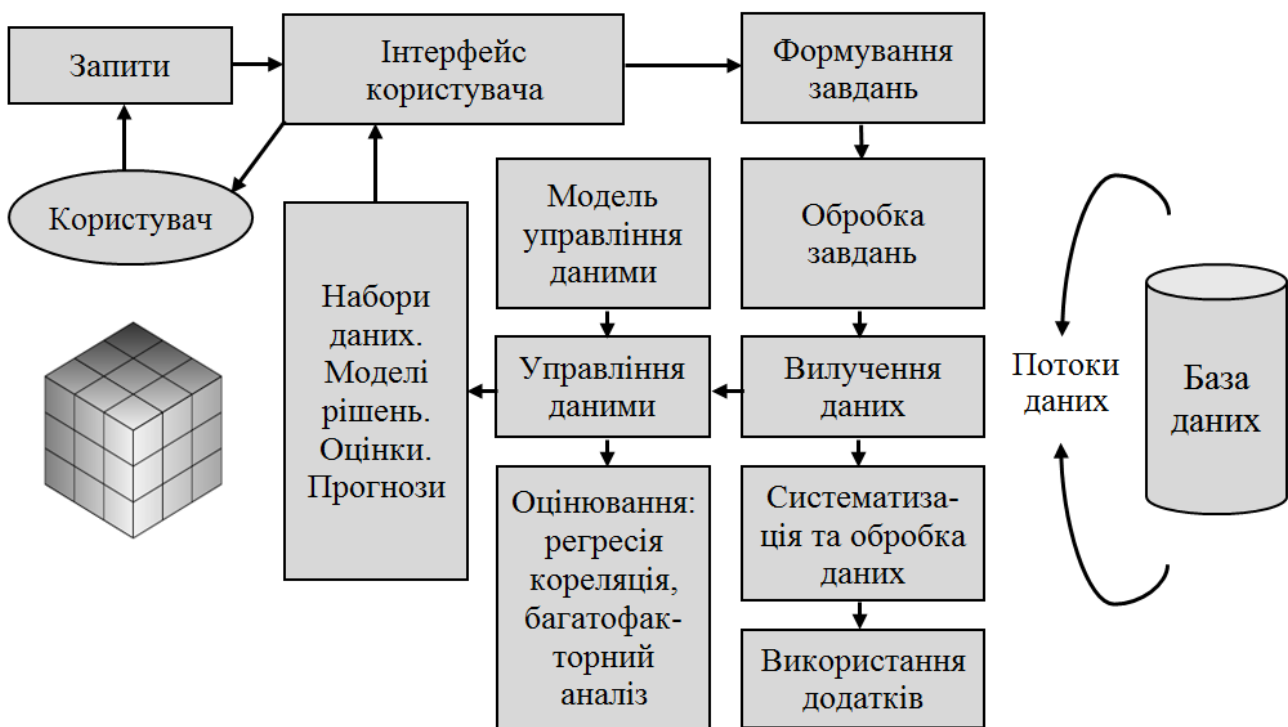 Запити
Інтерфейс
користувача
Формування
завдань
Користувач
Модель
управління
даними
Обробка
завдань
Набори
даних.
Моделі
рішень.
Оцінки.
Прогнози
Управління
даними
Вилучення
даних
Потоки
даних
База
даних
Оцінювання:
регресія
кореляція,
багатофак-
торний
аналіз
Систематиза-
ція та обробка
даних
Використання
додатків